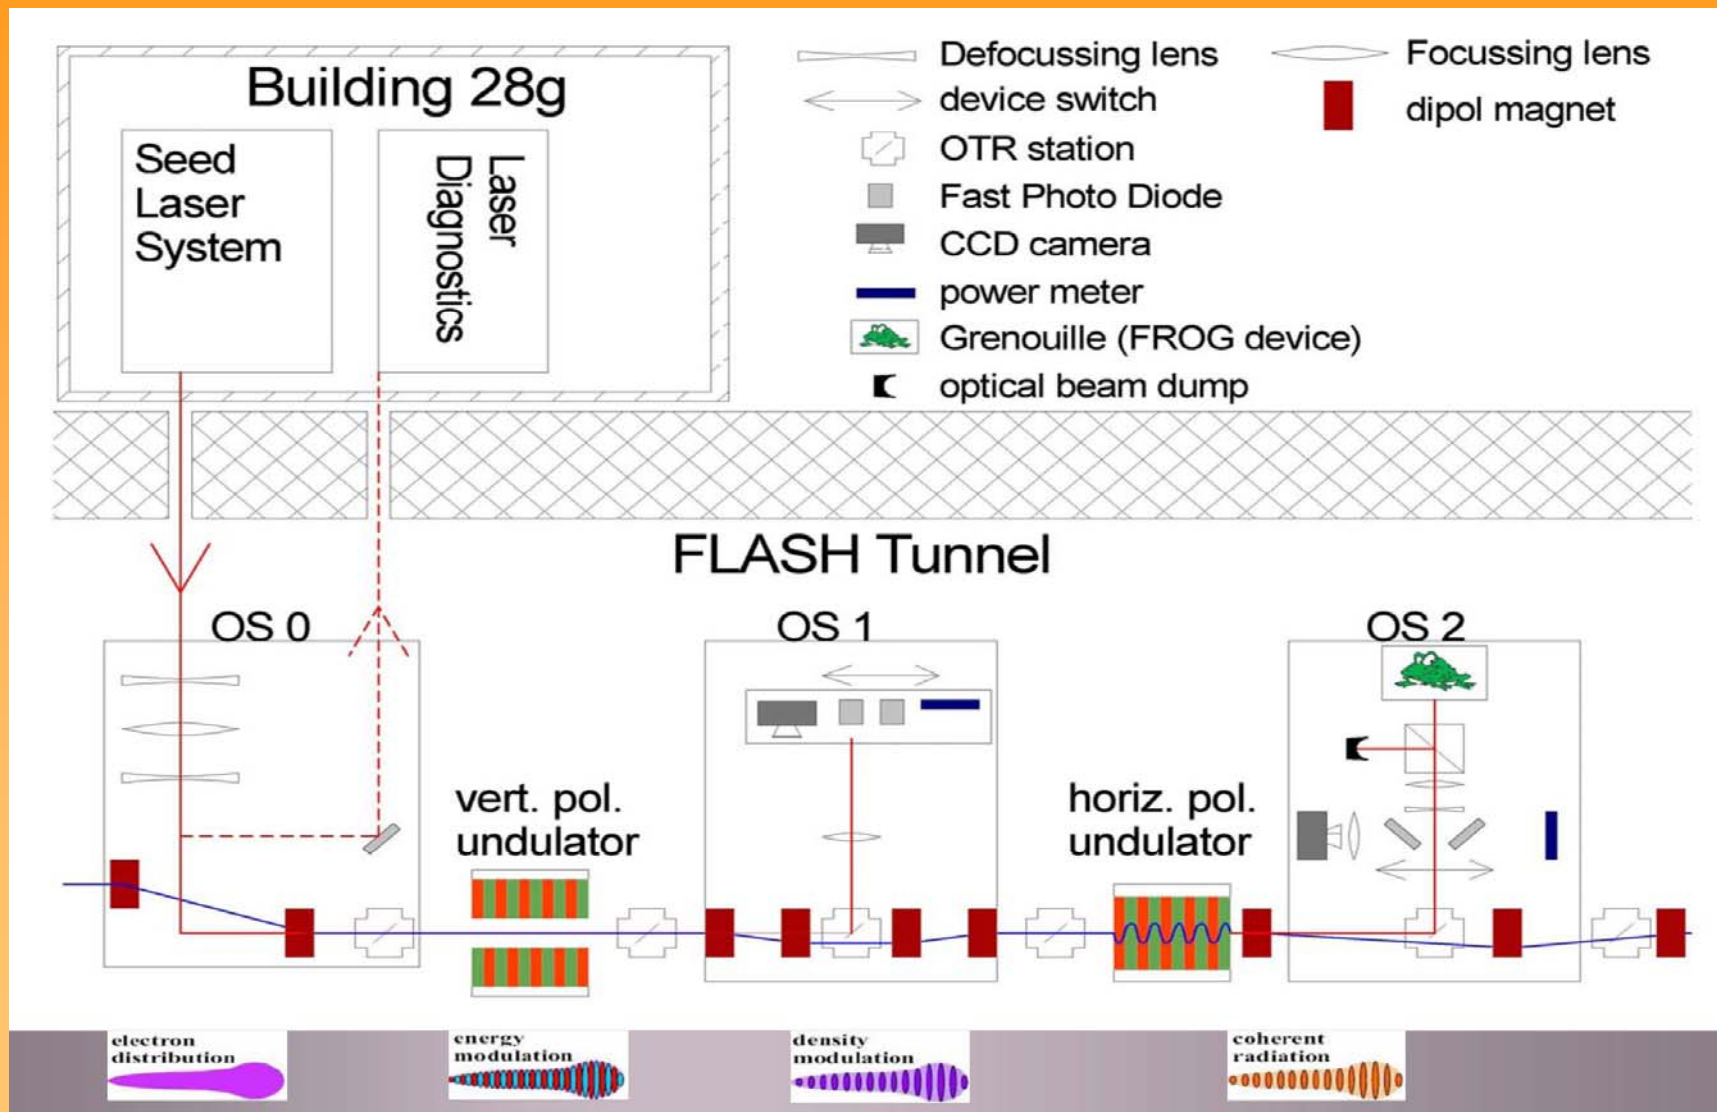 Building 28g
Seed
Laser
System
Laser
Diagnostics
Defocussing lens
device switch
OTR station
Fast Photo Diode
CCD camera
power meter
Grenouille (FROG device)
optical beam dump
Focussing lens
dipol magnet
FLASH Tunnel
OS 0
OS 1
OS 2
vert. pol.
undulator
horiz. pol.
undulator
electron
distribution
energy
modulation
density
modulation
coherent
radiation